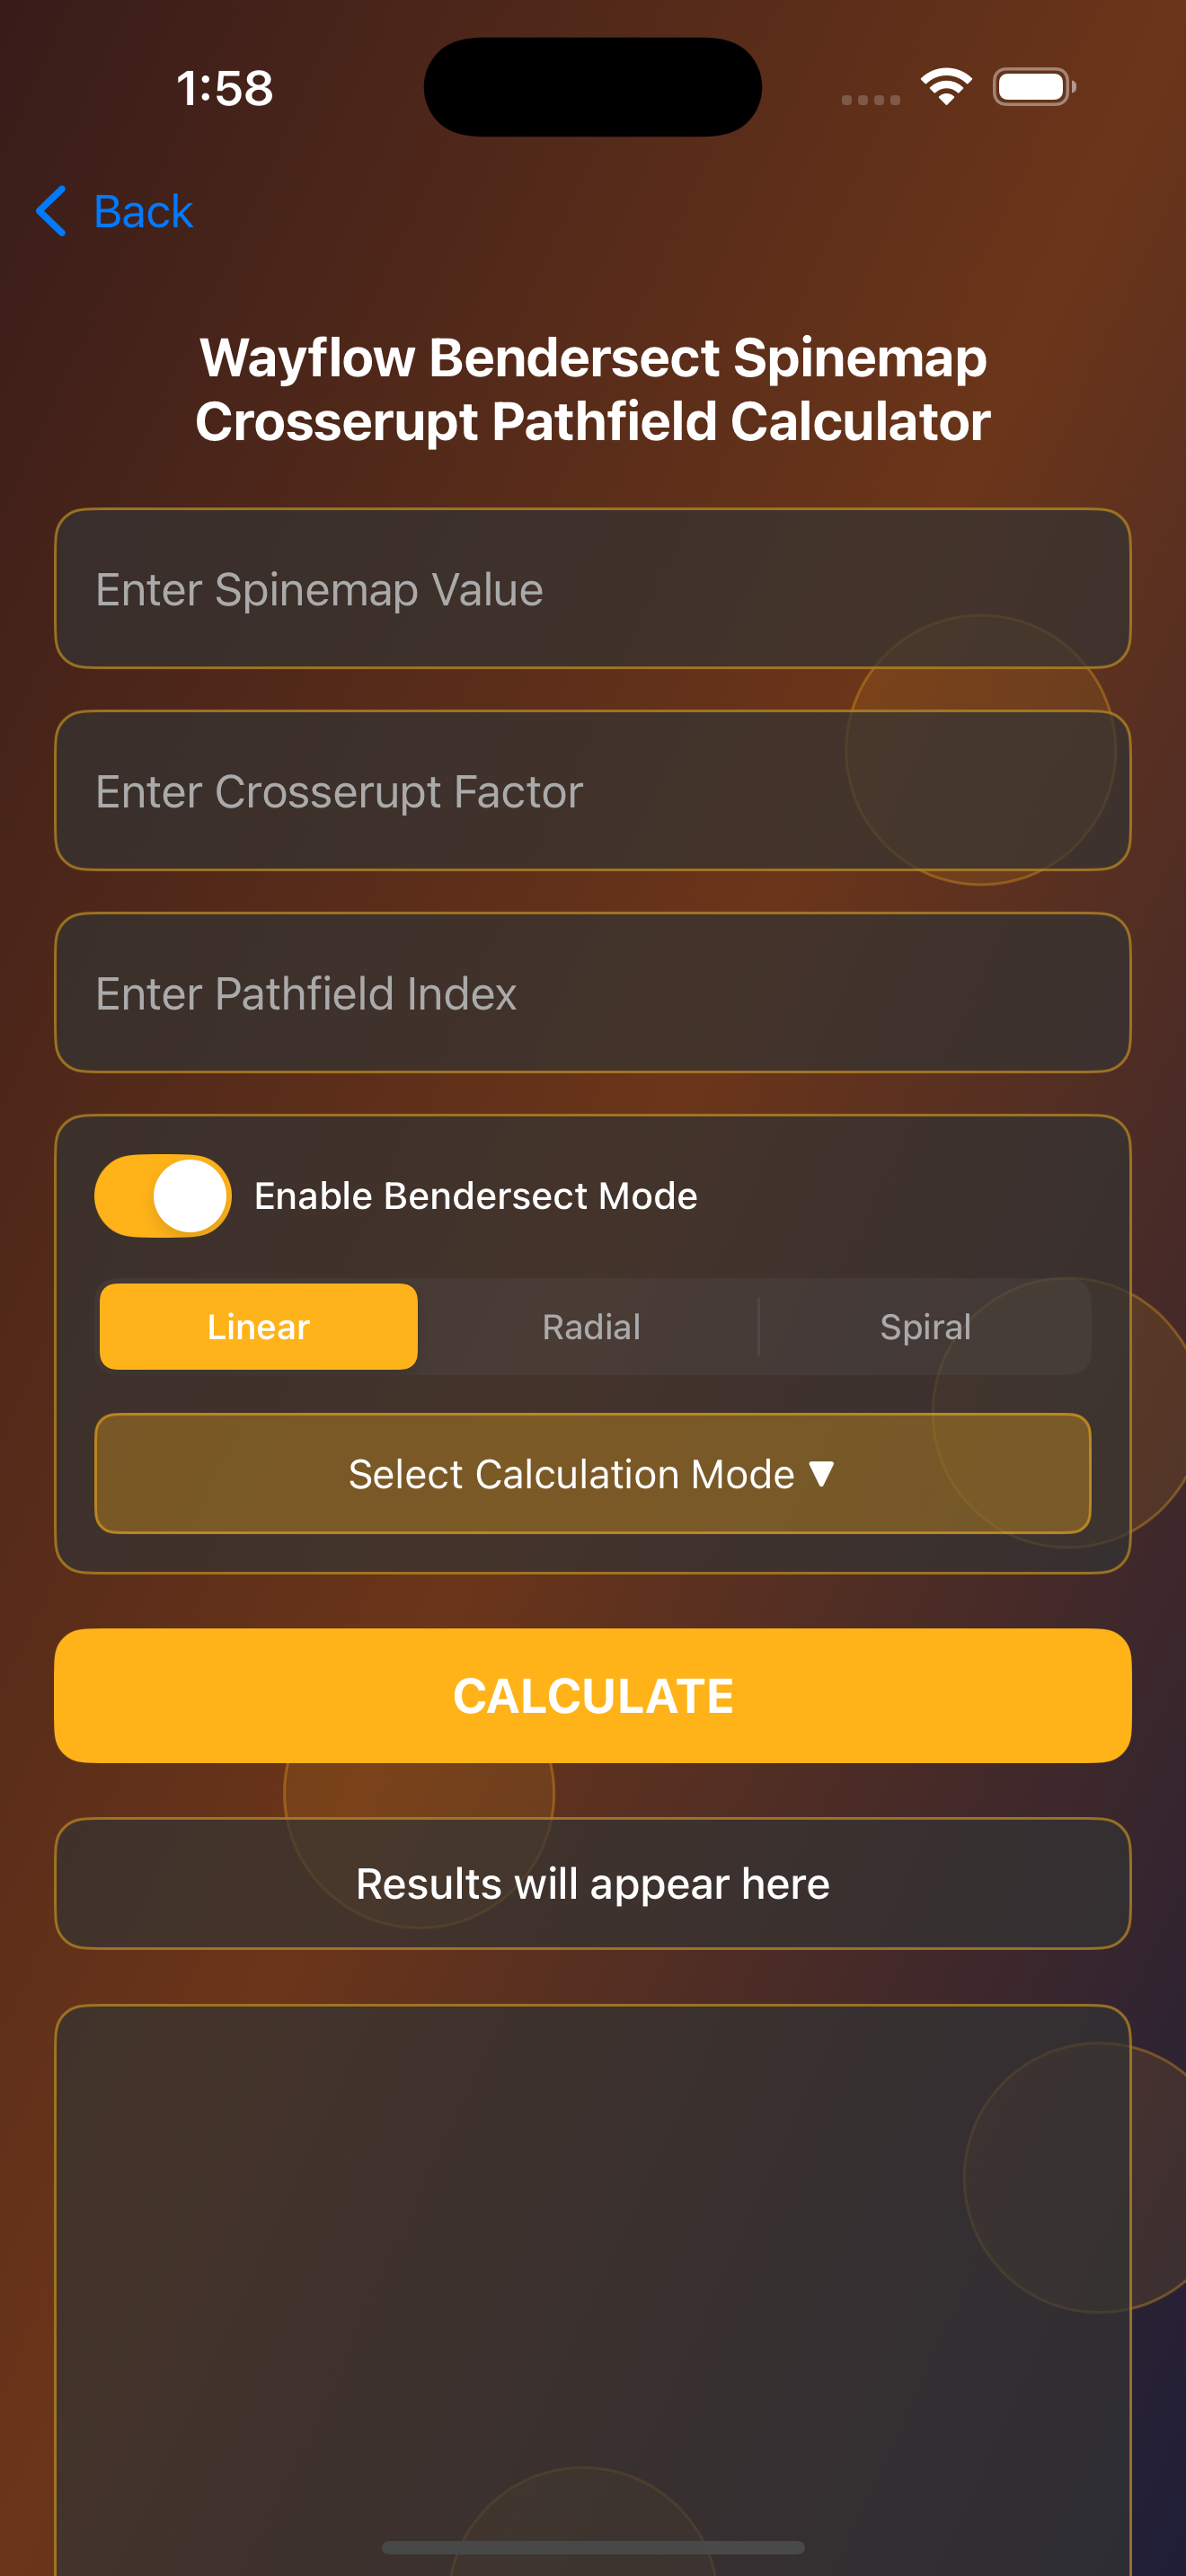 1:58
Back
Wayflow Bendersect Spinemap
Crosserupt Pathfield Calculator
Enter Spinemap Value
Enter Crosserupt Factor
Enter Pathfield Index
Enable Bendersect Mode
Linear
Radial
Spiral
Select Calculation Mode ▼
CALCULATE
Results will appear here